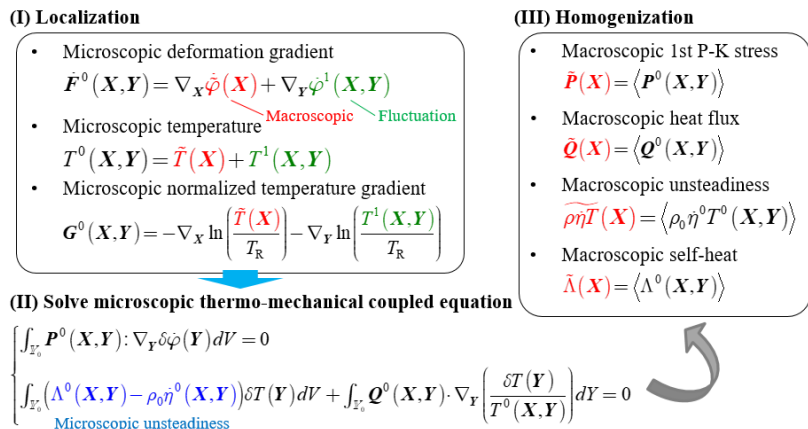 (I) Localization
• Microscopic deformation gradient
Ḟ⁰(X,Y)=∇_X φ̃̇(X)+∇_Y φ̇¹(X,Y)
Macroscopic Fluctuation
• Microscopic temperature
T⁰(X,Y)=T̃(X)+T¹(X,Y)
• Microscopic normalized temperature gradient
G⁰(X,Y)=−∇_X ln(T̃(X)/T_R)−∇_Y ln(T¹(X,Y)/T_R)
(II) Solve microscopic thermo-mechanical coupled equation
∫_𝕐₀ P⁰(X,Y):∇_Y δφ̇(Y)dV=0
∫_𝕐₀(Λ⁰(X,Y)−ρ₀η̇⁰(X,Y))δT(Y)dV+∫_𝕐₀ Q⁰(X,Y)·∇_Y(δT(Y)/T⁰(X,Y))dY=0
Microscopic unsteadiness
(III) Homogenization
• Macroscopic 1st P-K stress
P̃(X)=⟨P⁰(X,Y)⟩
• Macroscopic heat flux
Q̃(X)=⟨Q⁰(X,Y)⟩
• Macroscopic unsteadiness
ρη̇T͂(X)=⟨ρ₀η̇⁰T⁰(X,Y)⟩
• Macroscopic self-heat
Λ̃(X)=⟨Λ⁰(X,Y)⟩